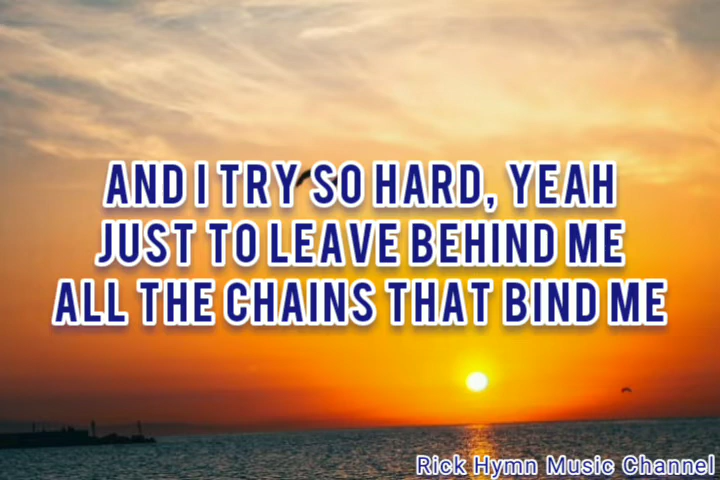 AND I TRY SO HARD, YEAH
JUST TO LEAVE BEHIND ME
ALL THE CHAINS THAT BIND ME
Rick Hymn Music Channel